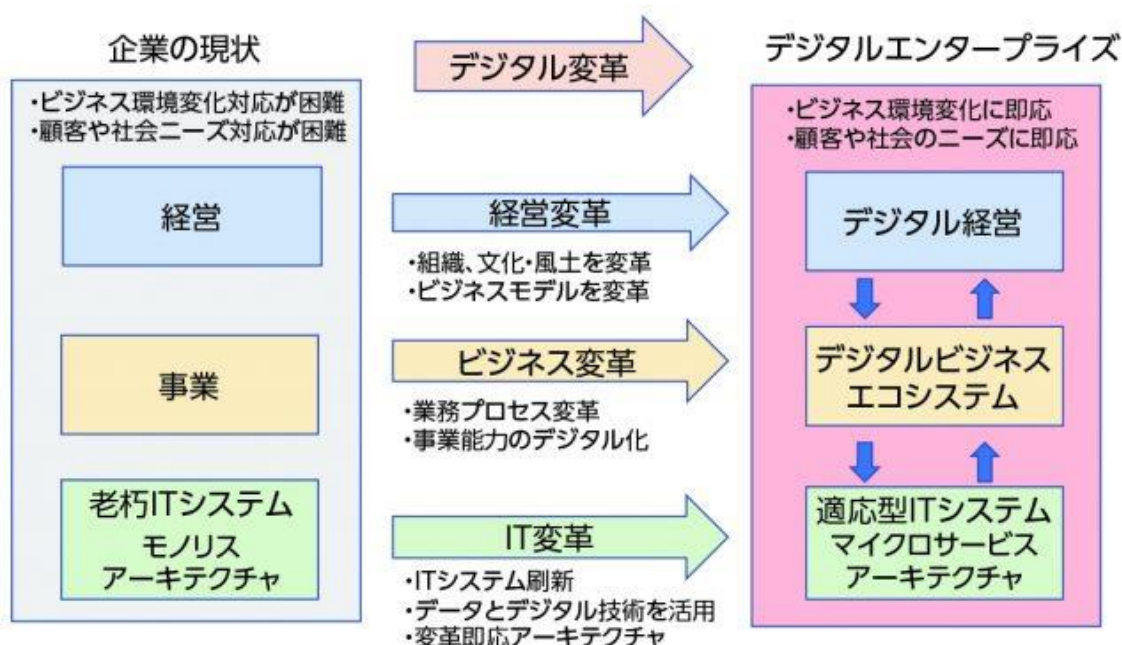 企業の現状
・ビジネス環境変化対応が困難
・顧客や社会ニーズ対応が困難
経営
事業
老朽ITシステム
モノリス
アーキテクチャ
デジタル変革
経営変革
・組織、文化・風土を変革
・ビジネスモデルを変革
ビジネス変革
・業務プロセス変革
・事業能力のデジタル化
IT変革
・ITシステム刷新
・データとデジタル技術を活用
・変革即応アーキテクチャ
デジタルエンタープライズ
・ビジネス環境変化に即応
・顧客や社会のニーズに即応
デジタル経営
デジタルビジネス
エコシステム
適応型ITシステム
マイクロサービス
アーキテクチャ